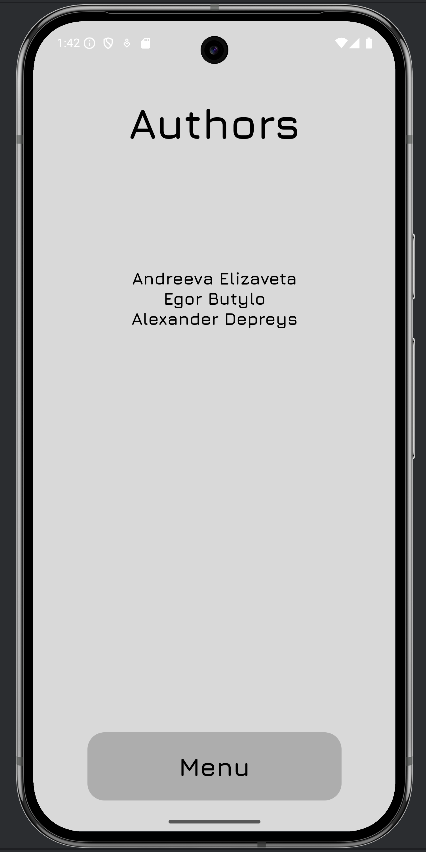 1:42
Authors
Andreeva Elizaveta
Egor Butylo
Alexander Depreys
Menu